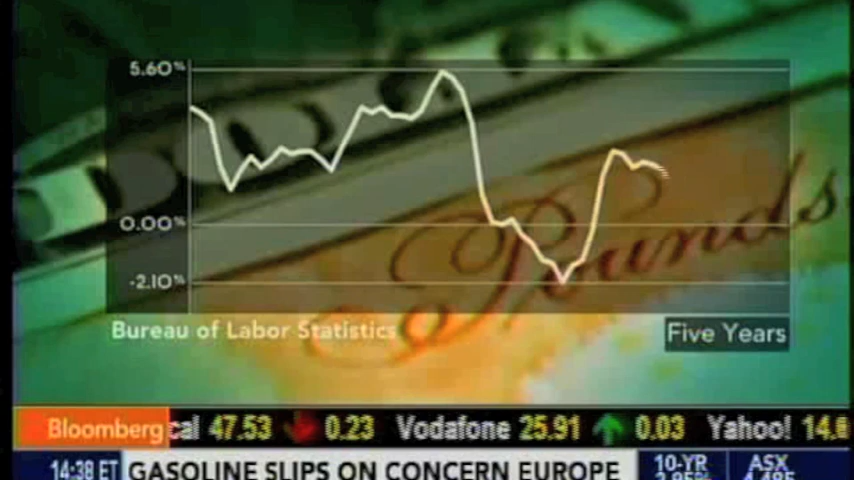 5.60%
0.00%
-2.10%
Pounds
Bureau of Labor Statistics
Five Years
Bloomberg cal 47.53 0.23 Vodafone 25.91 0.03 Yahoo!
14:38 ET GASOLINE SLIPS ON CONCERN EUROPE
10-YR ASX